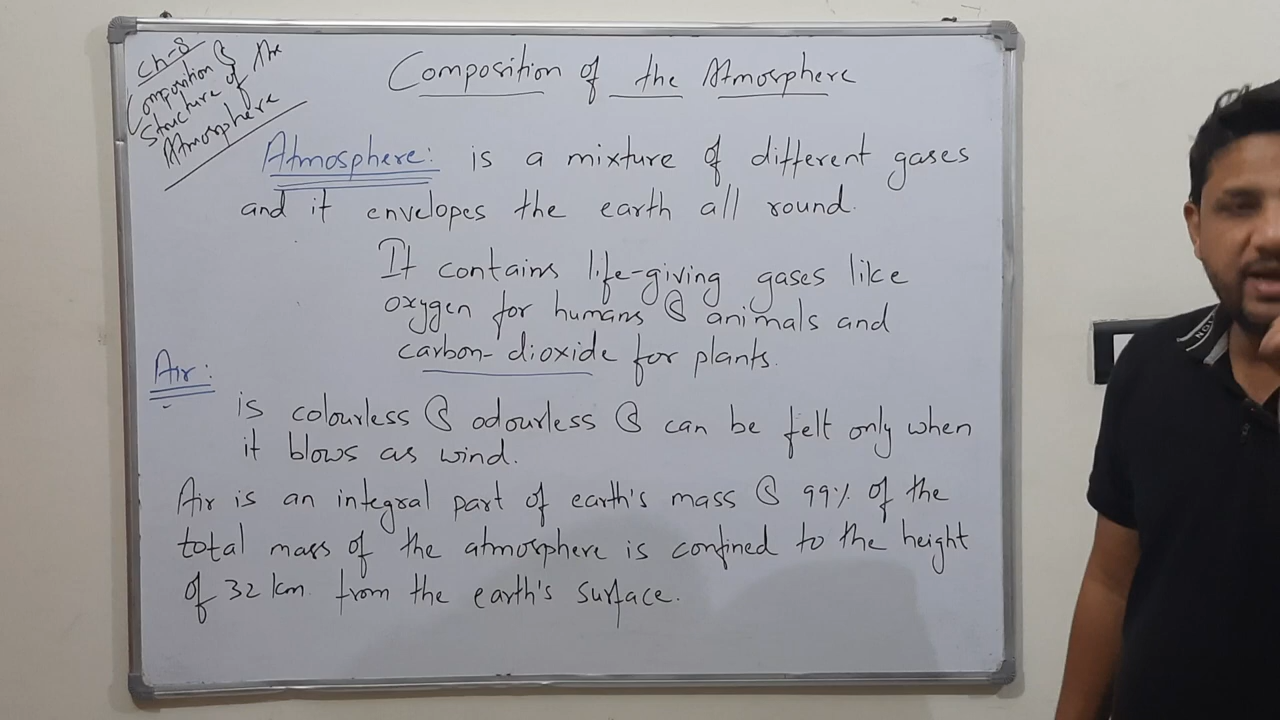 Ch-8
Composition &
Structure of the
Atmosphere
Composition of the Atmosphere
Atmosphere: is a mixture of different gases
and it envelopes the earth all round.
It contains life-giving gases like
oxygen for humans & animals and
carbon-dioxide for plants.
Air:
is colourless & odourless & can be felt only when
it blows as wind.
Air is an integral part of earth's mass & 99% of the
total mass of the atmosphere is confined to the height
of 32 km from the earth's surface.